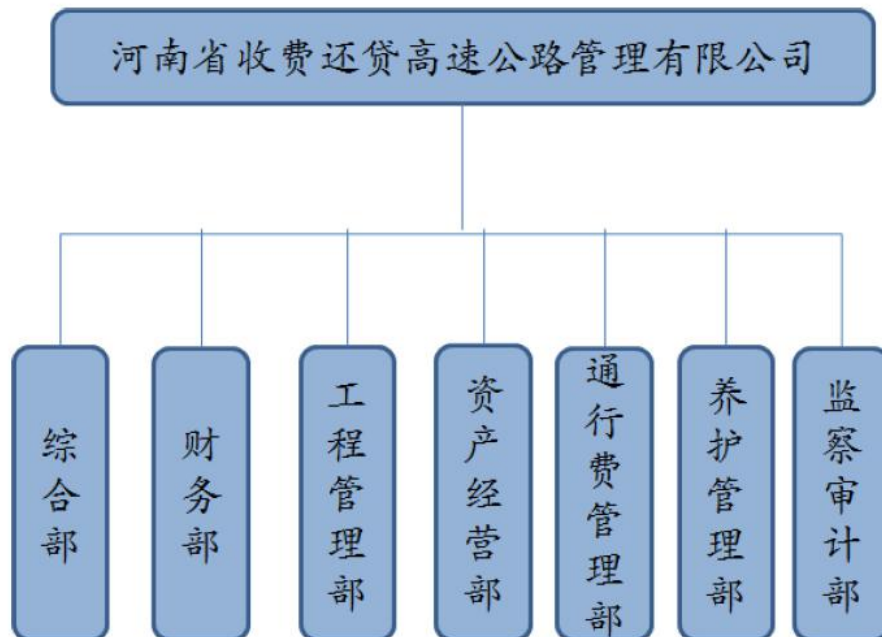 河南省收费还贷高速公路管理有限公司
综合部
财务部
工程管理部
资产经营部
通行费管理部
养护管理部
监察审计部